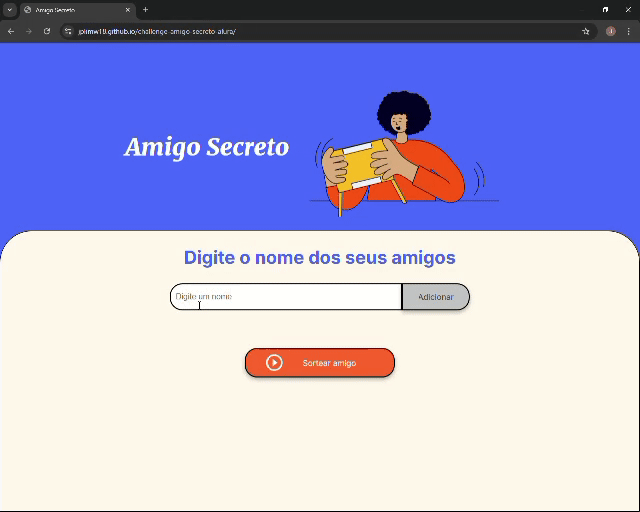 Amigo Secreto
jplimw18.github.io/challenge-amigo-secreto-alura/
J
Amigo Secreto
Digite o nome dos seus amigos
Digite um nome
Adicionar
Sortear amigo